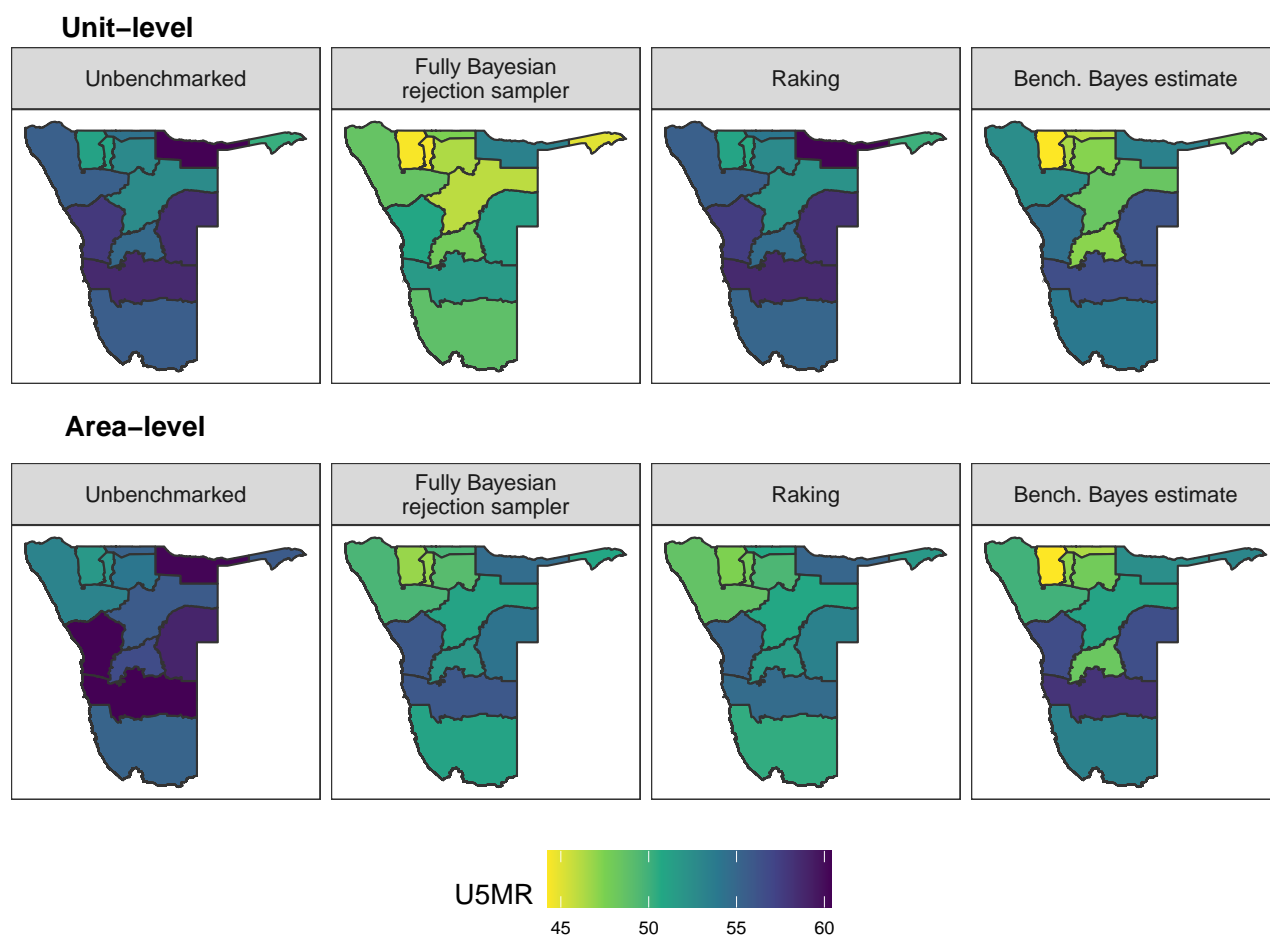 Unit−level
Unbenchmarked
Fully Bayesian
rejection sampler
Raking
Bench. Bayes estimate
Area−level
Unbenchmarked
Fully Bayesian
rejection sampler
Raking
Bench. Bayes estimate
U5MR
45 50 55 60